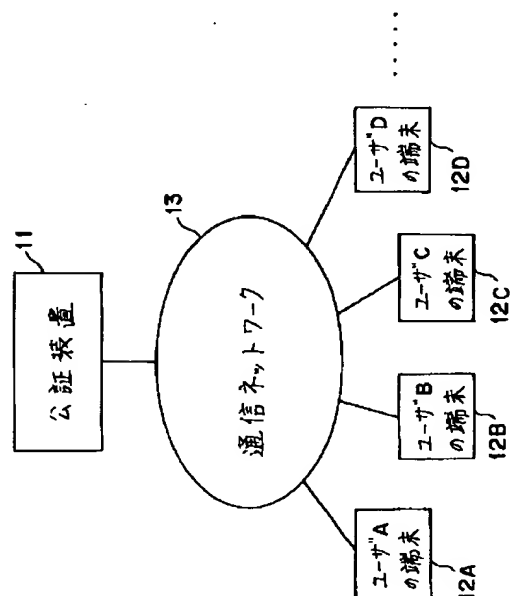 11
公証装置
13
通信ネットワーク
ユーザA
の端末
12A
ユーザB
の端末
12B
ユーザC
の端末
12C
ユーザD
の端末
12D
.....